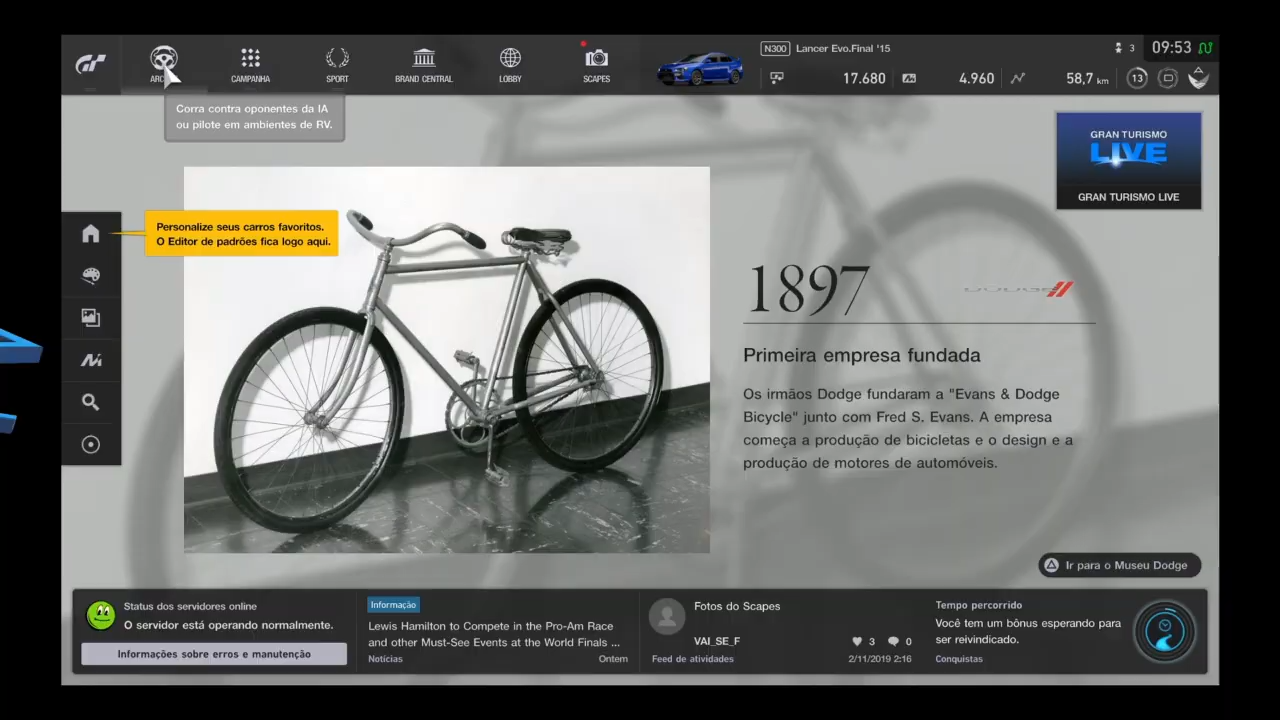 CAMPANHA
SPORT
BRAND CENTRAL
LOBBY
SCAPES
N300 Lancer Evo.Final '15
3
09:53
17.680
4.960
58,7 km
13
D
Corra contra oponentes da IA
ou pilote em ambientes de RV.
GRAN TURISMO
LIVE
GRAN TURISMO LIVE
Personalize seus carros favoritos.
O Editor de padrões fica logo aqui.
1897
DODGE
Primeira empresa fundada
Os irmãos Dodge fundaram a "Evans & Dodge
Bicycle" junto com Fred S. Evans. A empresa
começa a produção de bicicletas e o design e a
produção de motores de automóveis.
Ir para o Museu Dodge
Status dos servidores online
O servidor está operando normalmente.
Informações sobre erros e manutenção
Informação
Lewis Hamilton to Compete in the Pro-Am Race
and other Must-See Events at the World Finals ...
Notícias
Ontem
Fotos do Scapes
VAI_SE_F
3
0
Feed de atividades
2/11/2019 2:16
Tempo percorrido
Você tem um bônus esperando para
ser reivindicado.
Conquistas